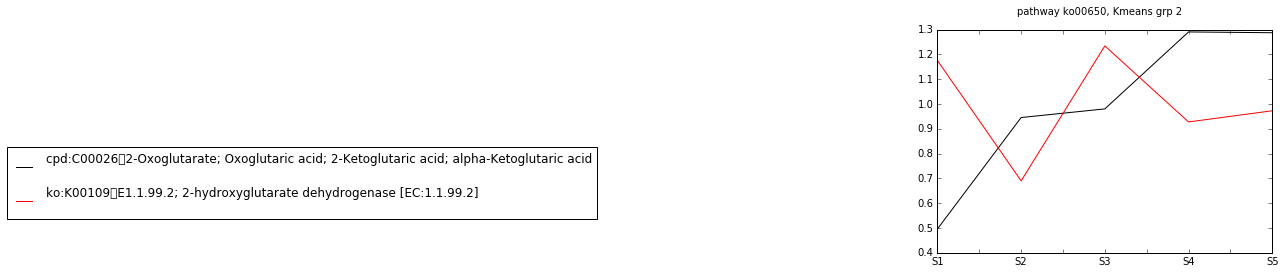 pathway ko00650, Kmeans grp 2
1.3
1.2
1.1
1.0
0.9
0.8
0.7
0.6
0.5
0.4
S1 S2 S3 S4 S5
cpd:C00026▯2-Oxoglutarate; Oxoglutaric acid; 2-Ketoglutaric acid; alpha-Ketoglutaric acid
ko:K00109▯E1.1.99.2; 2-hydroxyglutarate dehydrogenase [EC:1.1.99.2]